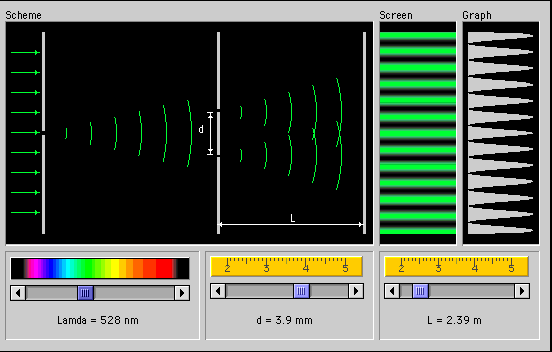 Scheme
Screen
Graph
d
L
2 3 4 5
2 3 4 5
Lamda = 528 nm
d = 3.9 mm
L = 2.39 m